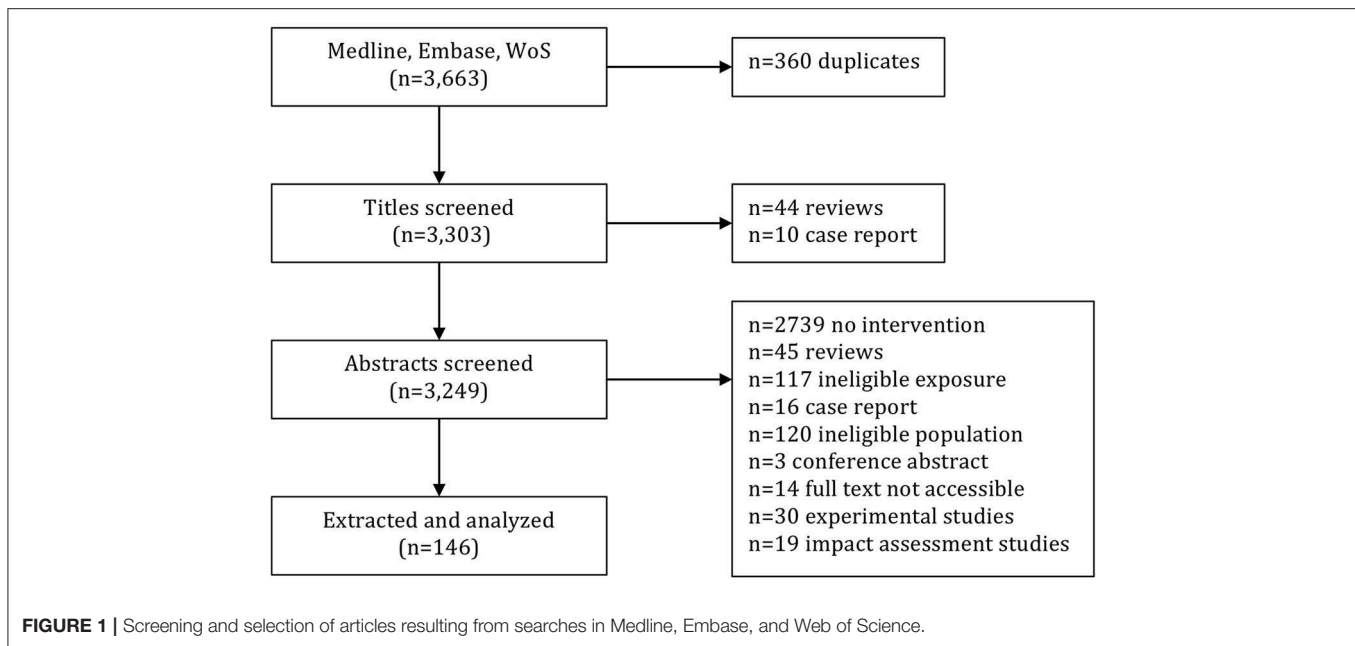 Medline, Embase, WoS
(n=3,663)
n=360 duplicates
Titles screened
(n=3,303)
n=44 reviews
n=10 case report
Abstracts screened
(n=3,249)
n=2739 no intervention
n=45 reviews
n=117 ineligible exposure
n=16 case report
n=120 ineligible population
n=3 conference abstract
n=14 full text not accessible
n=30 experimental studies
n=19 impact assessment studies
Extracted and analyzed
(n=146)
FIGURE 1 | Screening and selection of articles resulting from searches in Medline, Embase, and Web of Science.